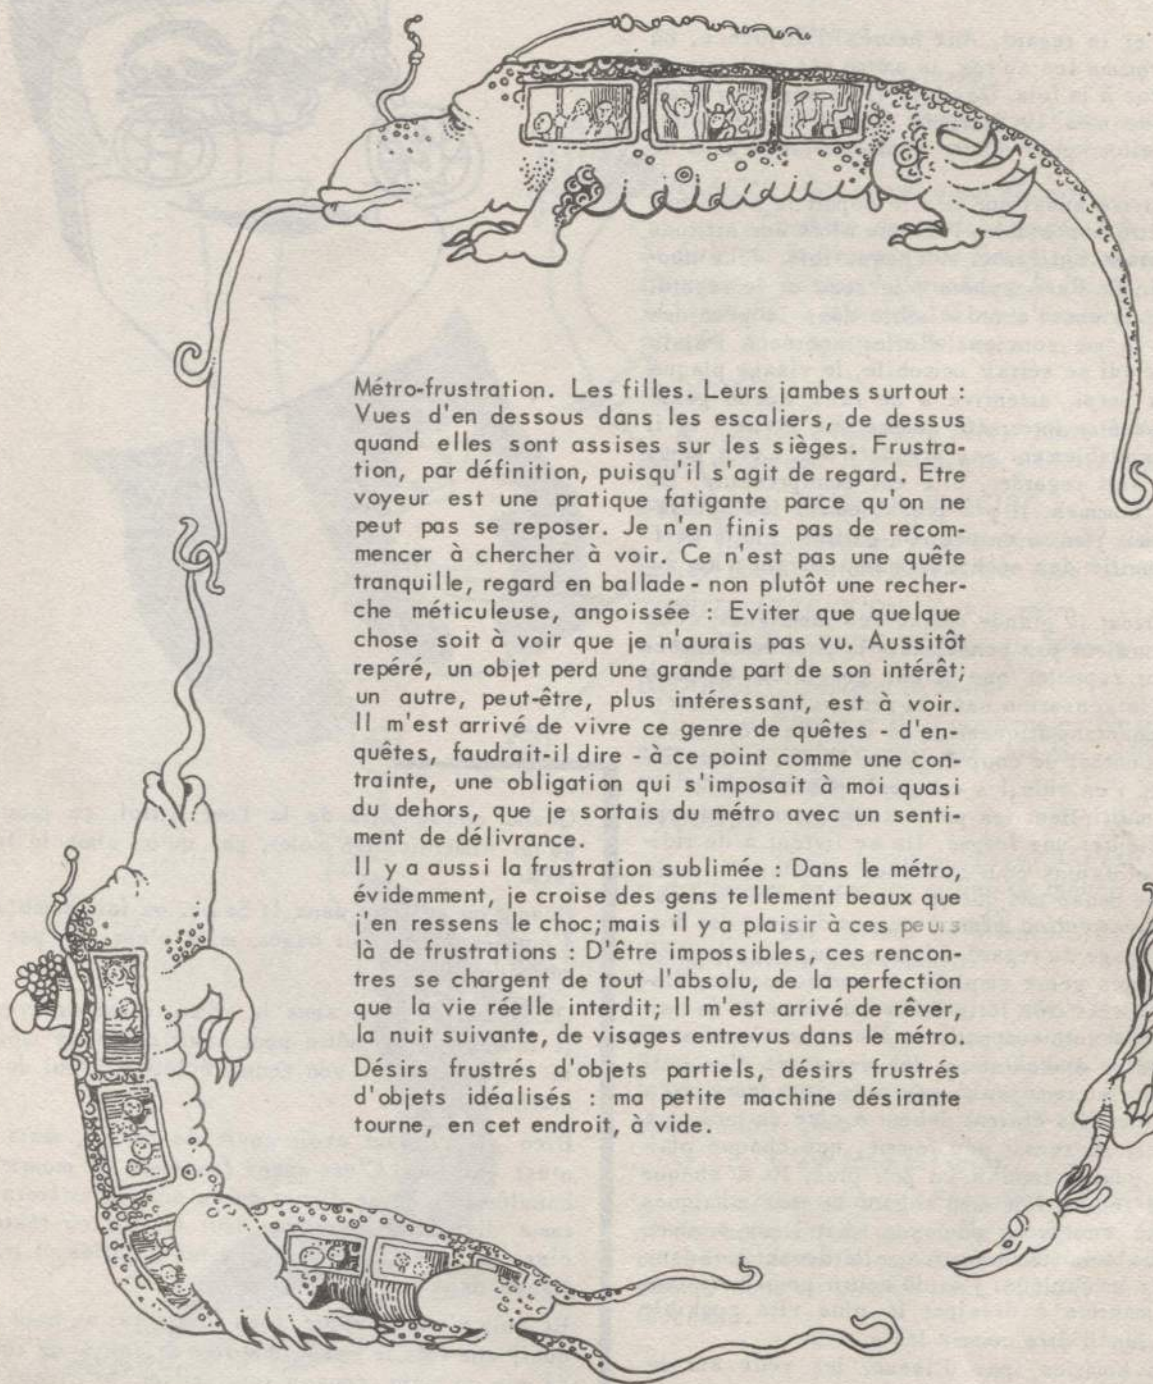 Métro-frustration. Les filles. Leurs jambes surtout :
Vues d'en dessous dans les escaliers, de dessus
quand elles sont assises sur les sièges. Frustra-
tion, par définition, puisqu'il s'agit de regard. Etre
voyeur est une pratique fatigante parce qu'on ne
peut pas se reposer. Je n'en finis pas de recom-
mencer à chercher à voir. Ce n'est pas une quête
tranquille, regard en ballade - non plutôt une recher-
che méticuleuse, angoissée : Eviter que quelque
chose soit à voir que je n'aurais pas vu. Aussitôt
repéré, un objet perd une grande part de son intérêt;
un autre, peut-être, plus intéressant, est à voir.
Il m'est arrivé de vivre ce genre de quêtes - d'en-
quêtes, faudrait-il dire - à ce point comme une con-
trainte, une obligation qui s'imposait à moi quasi
du dehors, que je sortais du métro avec un senti-
ment de délivrance.
Il y a aussi la frustration sublimée : Dans le métro,
évidemment, je croise des gens tellement beaux que
j'en ressens le choc; mais il y a plaisir à ces peurs
là de frustrations : D'être impossibles, ces rencon-
tres se chargent de tout l'absolu, de la perfection
que la vie réelle interdit; Il m'est arrivé de rêver,
la nuit suivante, de visages entrevus dans le métro.
Désirs frustrés d'objets partiels, désirs frustrés
d'objets idéalisés : ma petite machine désirante
tourne, en cet endroit, à vide.